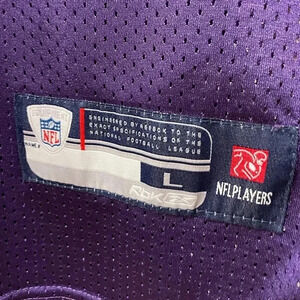 ENGINEERED BY REEBOK TO THE
EXACT SPECIFICATIONS OF THE
NATIONAL FOOTBALL LEAGUE
NFL
L
RBK
NFLPLAYERS